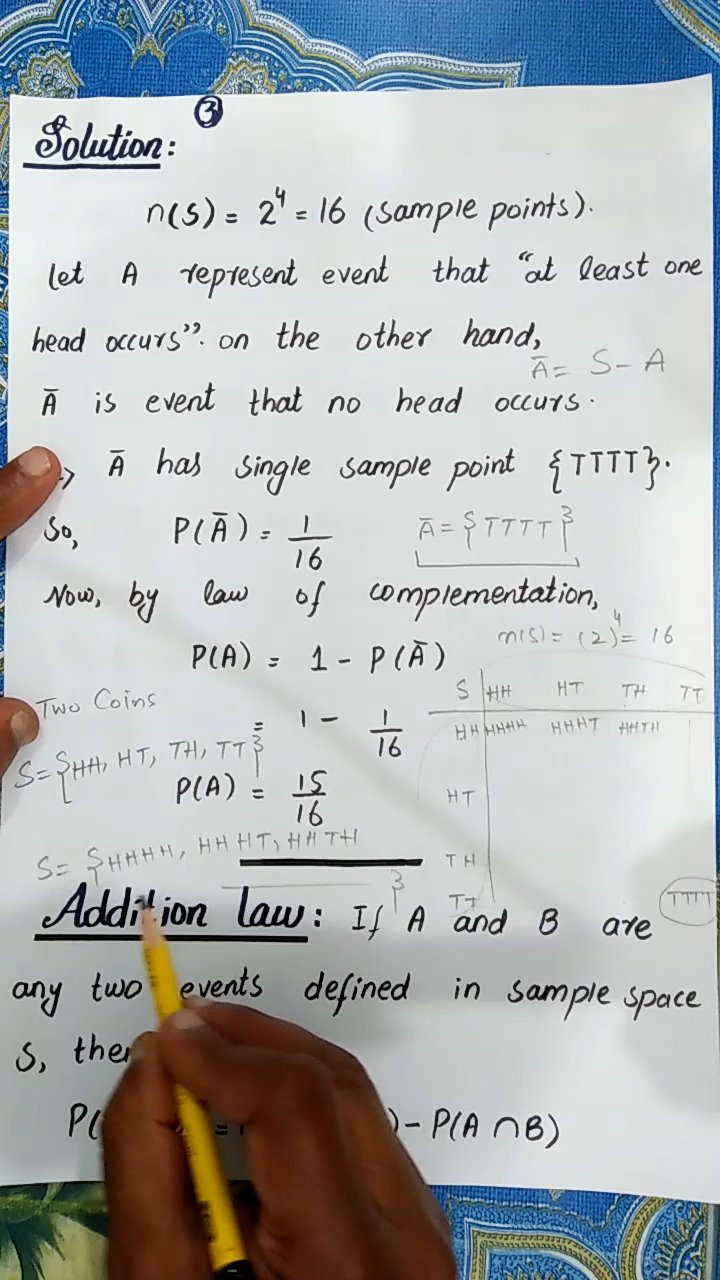 3
Solution:
n(S) = 2⁴ = 16 (sample points).
Let A represent event that "at least one
head occurs". on the other hand,
Ā = S - A
Ā is event that no head occurs.
Ā has single sample point {TTTT}.
So, P(Ā) = 1/16
Ā = {TTTT}
Now, by law of complementation,
n(S) = (2)⁴ = 16
P(A) = 1 - P(Ā)
S HH HT TH TT
Two Coins
= 1 - 1/16
HH HHHH HHHT HHTH
S = {HH, HT, TH, TT}
P(A) = 15/16
HT
S = {HHHH, HHHT, HHTH
TH
}
TT TTTT
Addition law: If A and B are
any two events defined in sample space
S,
- P(A ∩ B)